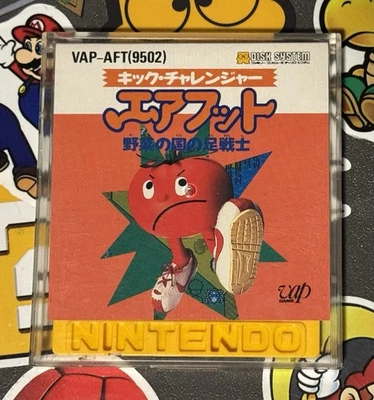 VAP-AFT(9502)
DISK SYSTEM
キック・チャレンジャー
エアフット
野菜の国の足戦士
vap
GAME
NINTENDO